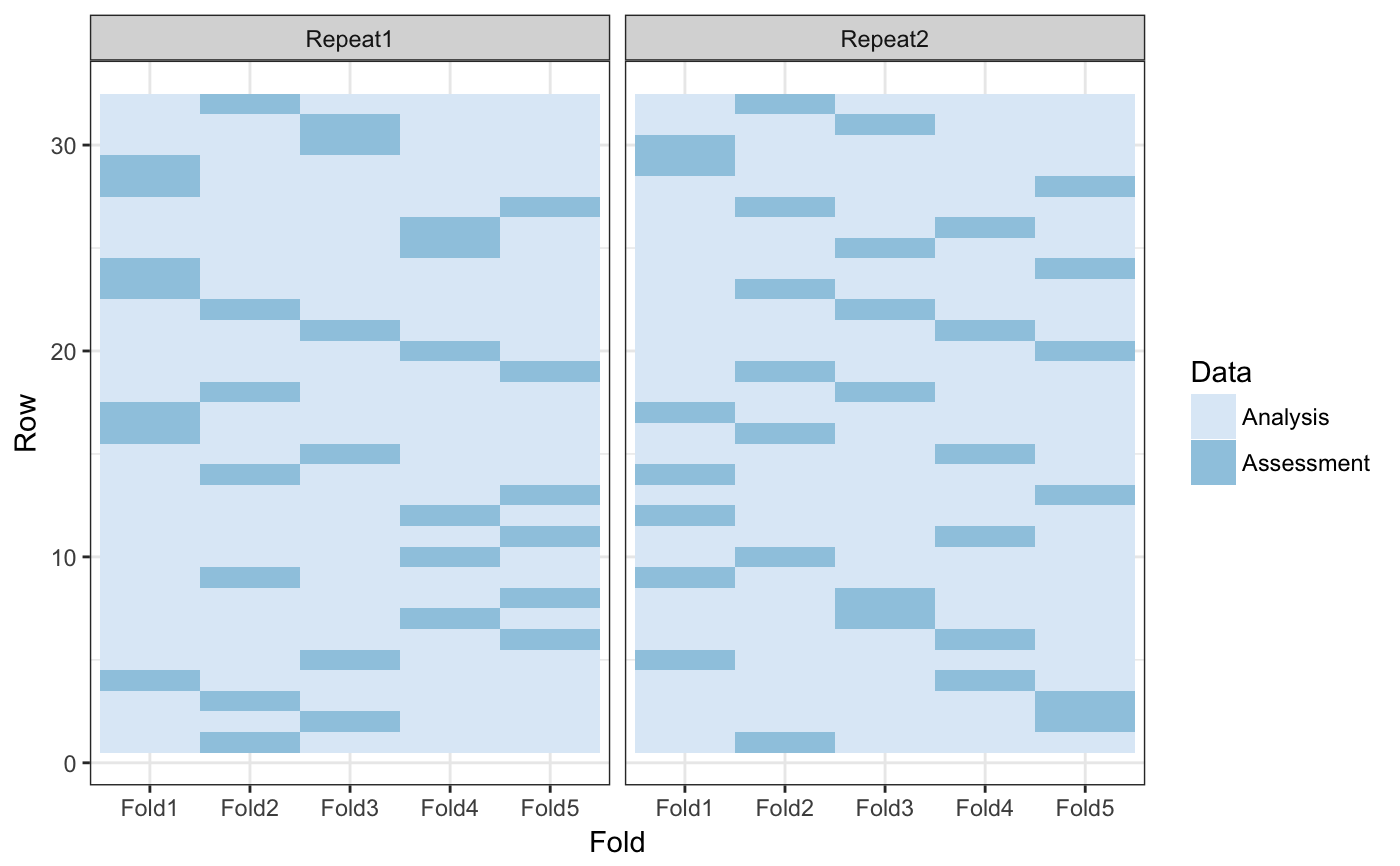 Repeat1 Repeat2
30
20
10
0
Row
Fold1 Fold2 Fold3 Fold4 Fold5 Fold1 Fold2 Fold3 Fold4 Fold5
Fold
Data
Analysis
Assessment